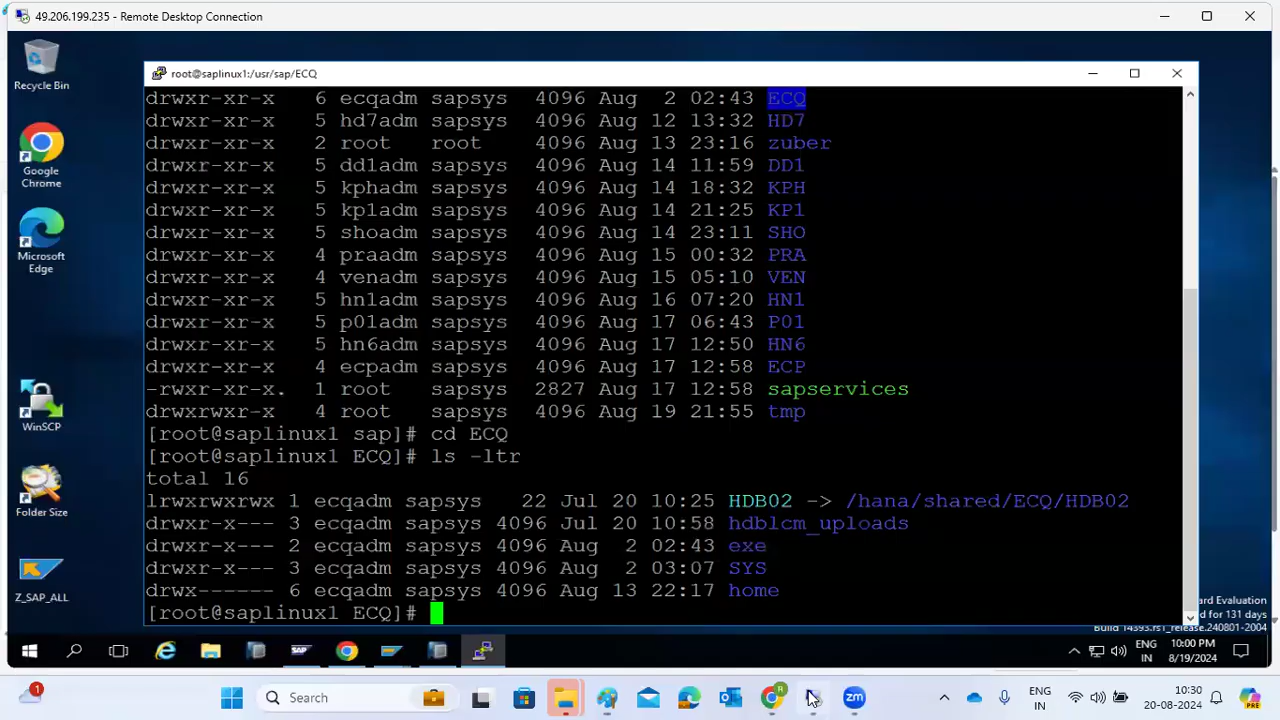 49.206.199.235 - Remote Desktop Connection
Recycle Bin
Google
Chrome
Microsoft
Edge
WinSCP
Folder Size
Z_SAP_ALL
root@saplinux1:/usr/sap/ECQ
drwxr-xr-x 6 ecqadm sapsys 4096 Aug 2 02:43 ECQ
drwxr-xr-x 5 hd7adm sapsys 4096 Aug 12 13:32 HD7
drwxr-xr-x 2 root root 4096 Aug 13 23:16 zuber
drwxr-xr-x 5 dd1adm sapsys 4096 Aug 14 11:59 DD1
drwxr-xr-x 5 kphadm sapsys 4096 Aug 14 18:32 KPH
drwxr-xr-x 5 kp1adm sapsys 4096 Aug 14 21:25 KP1
drwxr-xr-x 5 shoadm sapsys 4096 Aug 14 23:11 SHO
drwxr-xr-x 4 praadm sapsys 4096 Aug 15 00:32 PRA
drwxr-xr-x 4 venadm sapsys 4096 Aug 15 05:10 VEN
drwxr-xr-x 5 hn1adm sapsys 4096 Aug 16 07:20 HN1
drwxr-xr-x 5 p01adm sapsys 4096 Aug 17 06:43 P01
drwxr-xr-x 5 hn6adm sapsys 4096 Aug 17 12:50 HN6
drwxr-xr-x 4 ecpadm sapsys 4096 Aug 17 12:58 ECP
-rwxr-xr-x. 1 root sapsys 2827 Aug 17 12:58 sapservices
drwxrwxr-x 4 root sapsys 4096 Aug 19 21:55 tmp
[root@saplinux1 sap]# cd ECQ
[root@saplinux1 ECQ]# ls -ltr
total 16
lrwxrwxrwx 1 ecqadm sapsys 22 Jul 20 10:25 HDB02 -> /hana/shared/ECQ/HDB02
drwxr-x--- 3 ecqadm sapsys 4096 Jul 20 10:58 hdblcm_uploads
drwxr-x--- 2 ecqadm sapsys 4096 Aug 2 02:43 exe
drwxr-x--- 3 ecqadm sapsys 4096 Aug 2 03:07 SYS
drwx------ 6 ecqadm sapsys 4096 Aug 13 22:17 home
[root@saplinux1 ECQ]#
ard Evaluation
d for 131 days
Build 14393.rs1_release.240801-2004
SAP
ENG
IN
10:00 PM
8/19/2024
1
Search
R
zm
ENG
IN
10:30
20-08-2024